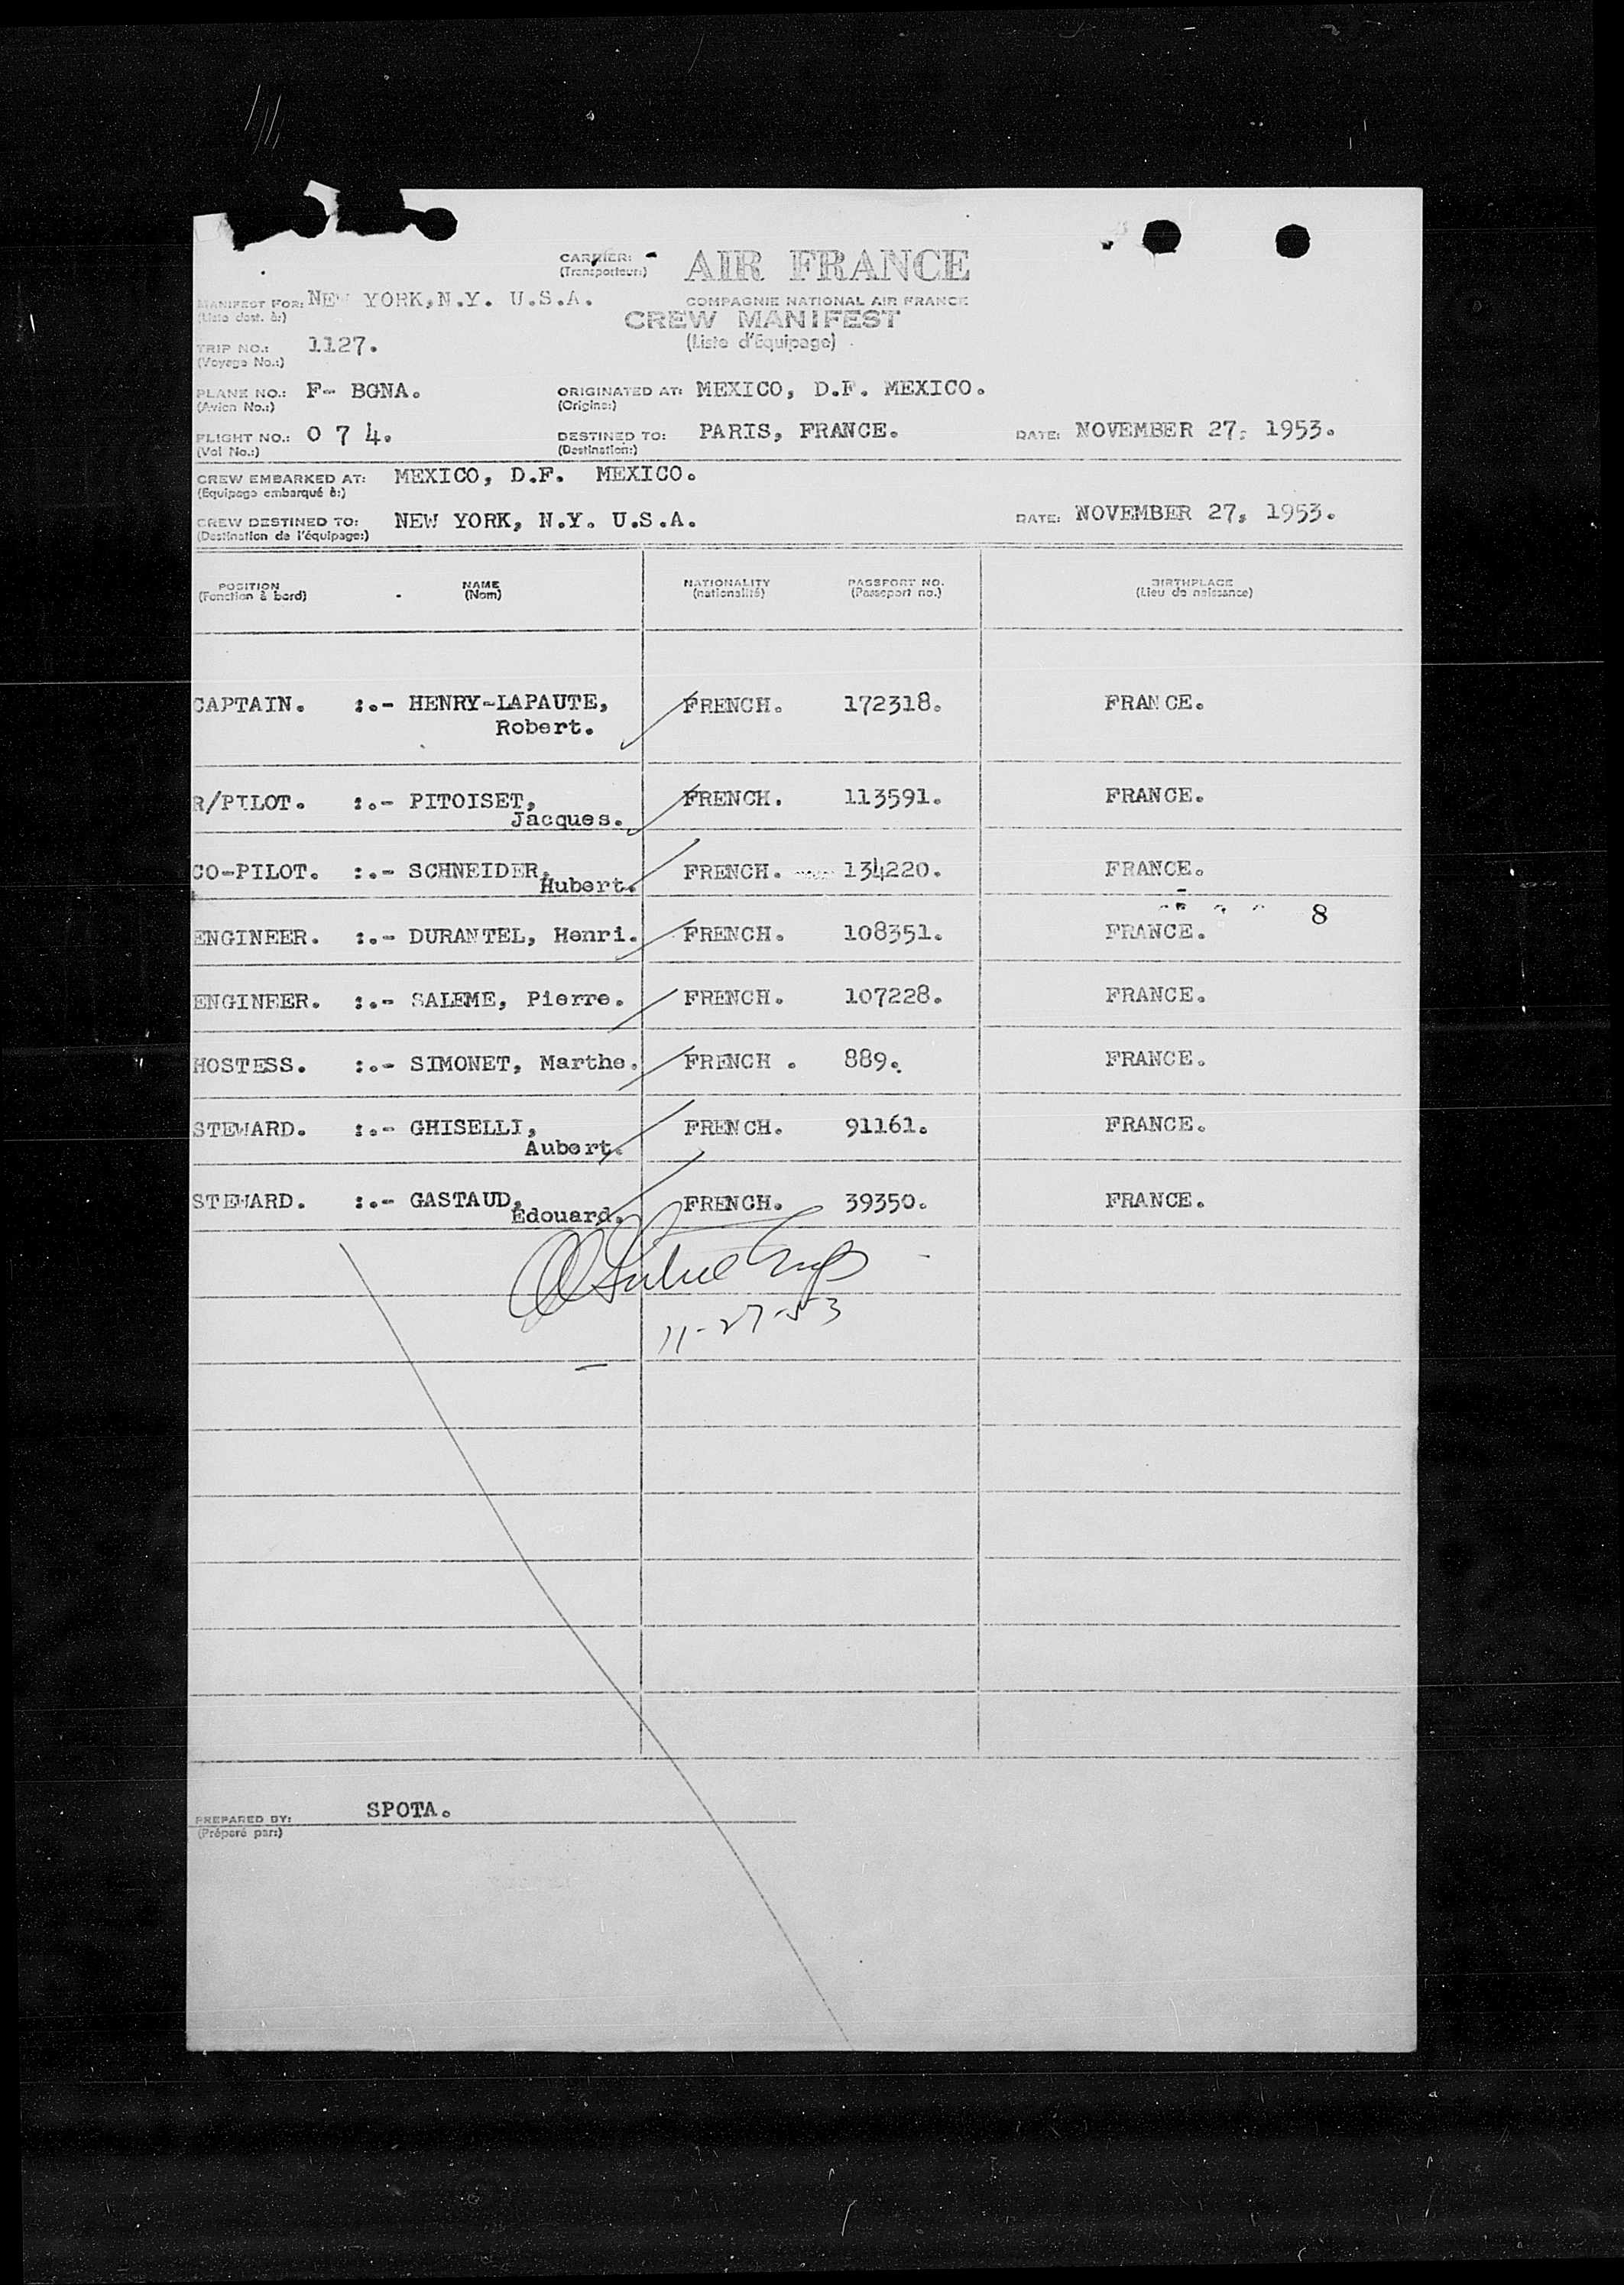 CARRIER: AIR FRANCE
(Transporteur:)
COMPAGNIE NATIONAL AIR FRANCE
MANIFEST FOR: NEW YORK, N.Y. U.S.A.
(Liste dest. à:)
CREW MANIFEST
(Liste d'Equipage)
TRIP NO.: 1127.
(Voyage No.:)
PLANE NO.: F- BGNA. ORIGINATED AT: MEXICO, D.F. MEXICO.
(Avion No.:) (Origine:)
FLIGHT NO.: 0 7 4. DESTINED TO: PARIS, FRANCE. DATE: NOVEMBER 27, 1953.
(Vol No.:) (Destination:)
CREW EMBARKED AT: MEXICO, D.F. MEXICO.
(Equipage embarqué à:)
CREW DESTINED TO: NEW YORK, N.Y. U.S.A. DATE: NOVEMBER 27, 1953.
(Destination de l'équipage:)
POSITION NAME NATIONALITY PASSPORT NO. BIRTHPLACE
(Fonction à bord) (Nom) (nationalité) (Passeport no.) (Lieu de naissance)
CAPTAIN. :.- HENRY-LAPAUTE, FRENCH. 172318. FRANCE.
Robert.
R/PILOT. :.- PITOISET, FRENCH. 113591. FRANCE.
Jacques.
CO-PILOT. :.- SCHNEIDER, FRENCH. 134220. FRANCE.
Hubert.
8
ENGINEER. :.- DURANTEL, Henri. FRENCH. 108351. FRANCE.
ENGINEER. :.- SALEME, Pierre. FRENCH. 107228. FRANCE.
HOSTESS. :.- SIMONET, Marthe. FRENCH . 889. FRANCE.
STEWARD. :.- GHISELLI, FRENCH. 91161. FRANCE.
Aubert.
STEWARD. :.- GASTAUD, FRENCH. 39350. FRANCE.
Edouard.
11-27-53
PREPARED BY: SPOTA.
(Préparé par:)